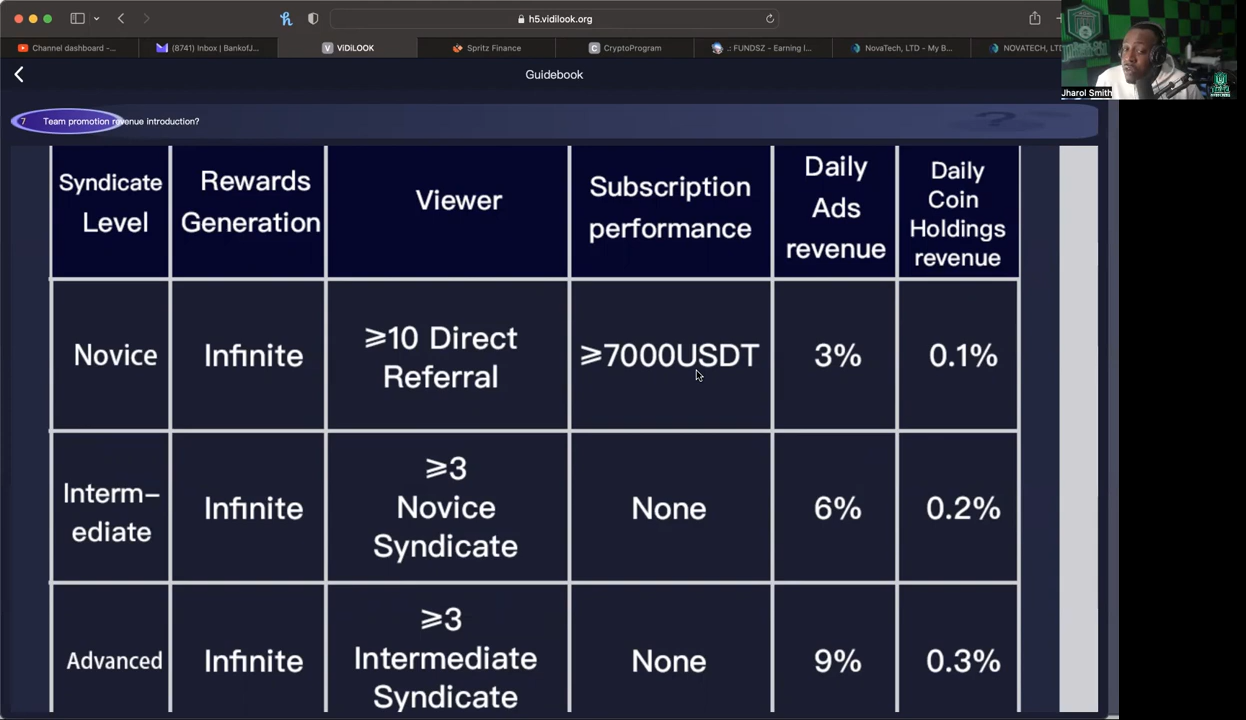 h5.vidilook.org
Channel dashboard -...
(8741) Inbox | BankofJ...
V VIDILOOK
Spritz Finance
C CryptoProgram
.: FUNDSZ - Earning I...
NovaTech, LTD - My B...
NOVATECH, LTD
Jharol Smith
Guidebook
7 Team promotion revenue introduction?
Syndicate
Level
Rewards
Generation
Viewer
Subscription
performance
Daily
Ads
revenue
Daily
Coin
Holdings
revenue
Novice
Infinite
⩾10 Direct
Referral
⩾7000USDT
3%
0.1%
Interm–
ediate
Infinite
⩾3
Novice
Syndicate
None
6%
0.2%
Advanced
Infinite
⩾3
Intermediate
Syndicate
None
9%
0.3%